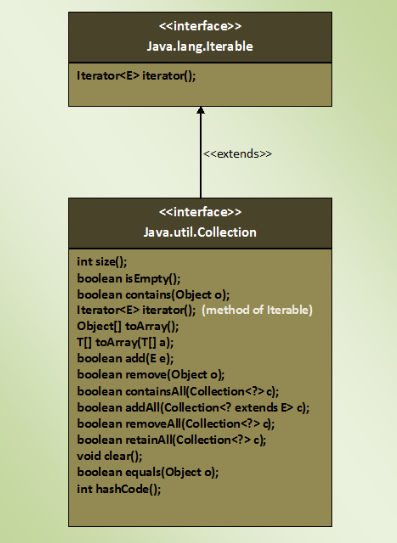 <<interface>>
Java.lang.Iterable
Iterator<E> iterator();
<<extends>>
<<interface>>
Java.util.Collection
int size();
boolean isEmpty();
boolean contains(Object o);
Iterator<E> iterator(); (method of Iterable)
Object[] toArray();
T[] toArray(T[] a);
boolean add(E e);
boolean remove(Object o);
boolean containsAll(Collection<?> c);
boolean addAll(Collection<? extends E> c);
boolean removeAll(Collection<?> c);
boolean retainAll(Collection<?> c);
void clear();
boolean equals(Object o);
int hashCode();